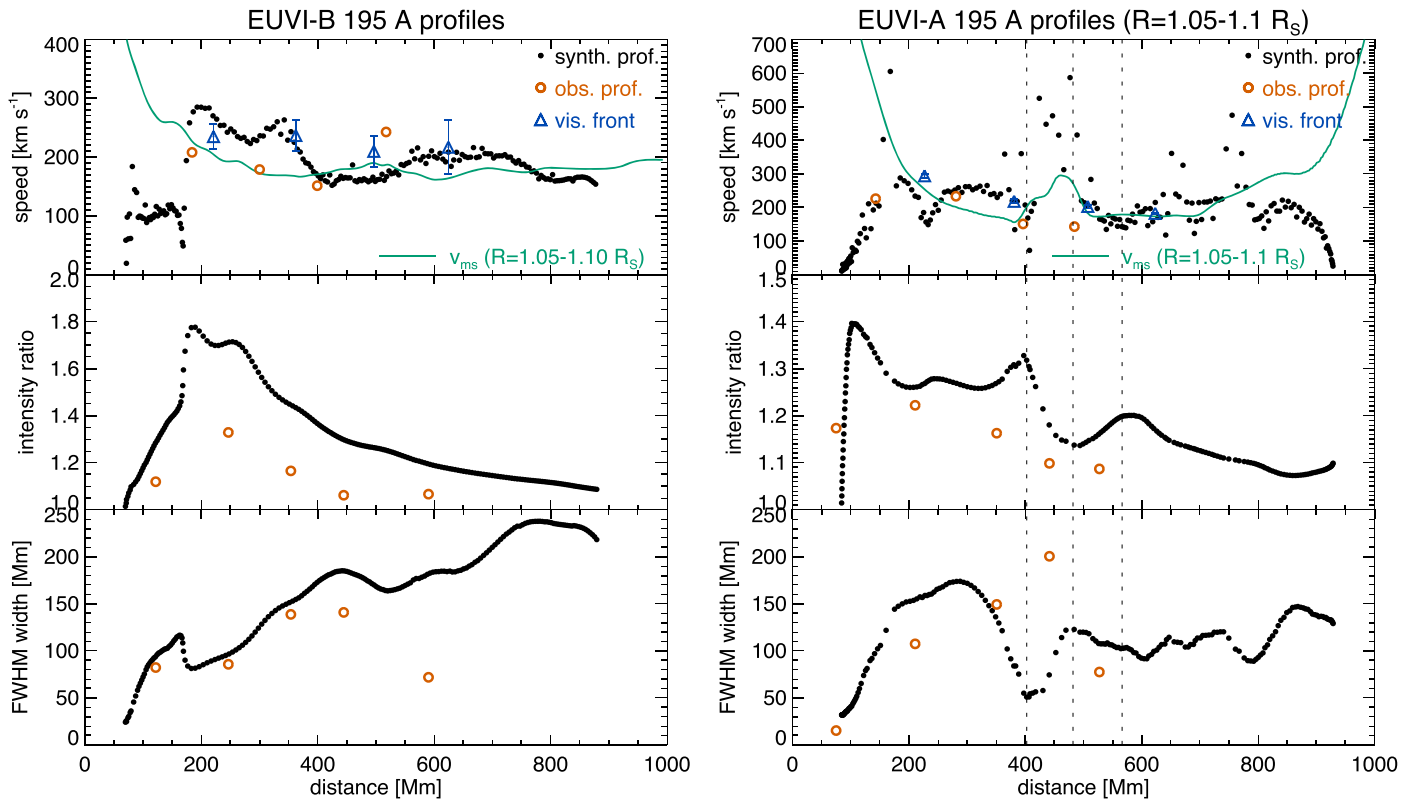 EUVI-B 195 A profiles
400
300
200
100
0
speed [km s⁻¹]
synth. prof.
obs. prof.
vis. front
vₘₛ (R=1.05-1.10 R_S)
2.0
1.8
1.6
1.4
1.2
1.0
intensity ratio
250
200
150
100
50
0
FWHM width [Mm]
0 200 400 600 800 1000
distance [Mm]
EUVI-A 195 A profiles (R=1.05-1.1 R_S)
700
600
500
400
300
200
100
0
speed [km s⁻¹]
synth. prof.
obs. prof.
vis. front
vₘₛ (R=1.05-1.1 R_S)
1.5
1.4
1.3
1.2
1.1
1.0
intensity ratio
250
200
150
100
50
0
FWHM width [Mm]
0 200 400 600 800 1000
distance [Mm]